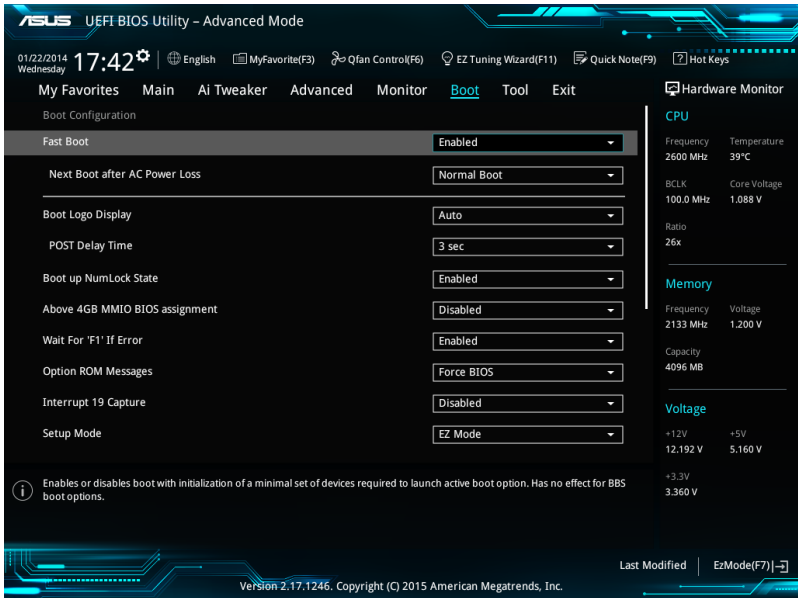 ASUS UEFI BIOS Utility – Advanced Mode
01/22/2014
Wednesday
17:42
English
MyFavorite(F3)
Qfan Control(F6)
EZ Tuning Wizard(F11)
Quick Note(F9)
? Hot Keys
My Favorites Main Ai Tweaker Advanced Monitor Boot Tool Exit
Hardware Monitor
Boot Configuration
Fast Boot Enabled
Next Boot after AC Power Loss Normal Boot
Boot Logo Display Auto
POST Delay Time 3 sec
Boot up NumLock State Enabled
Above 4GB MMIO BIOS assignment Disabled
Wait For 'F1' If Error Enabled
Option ROM Messages Force BIOS
Interrupt 19 Capture Disabled
Setup Mode EZ Mode
CPU
Frequency Temperature
2600 MHz 39°C
BCLK Core Voltage
100.0 MHz 1.088 V
Ratio
26x
Memory
Frequency Voltage
2133 MHz 1.200 V
Capacity
4096 MB
Voltage
+12V +5V
12.192 V 5.160 V
+3.3V
3.360 V
i
Enables or disables boot with initialization of a minimal set of devices required to launch active boot option. Has no effect for BBS
boot options.
Last Modified EzMode(F7)
Version 2.17.1246. Copyright (C) 2015 American Megatrends, Inc.